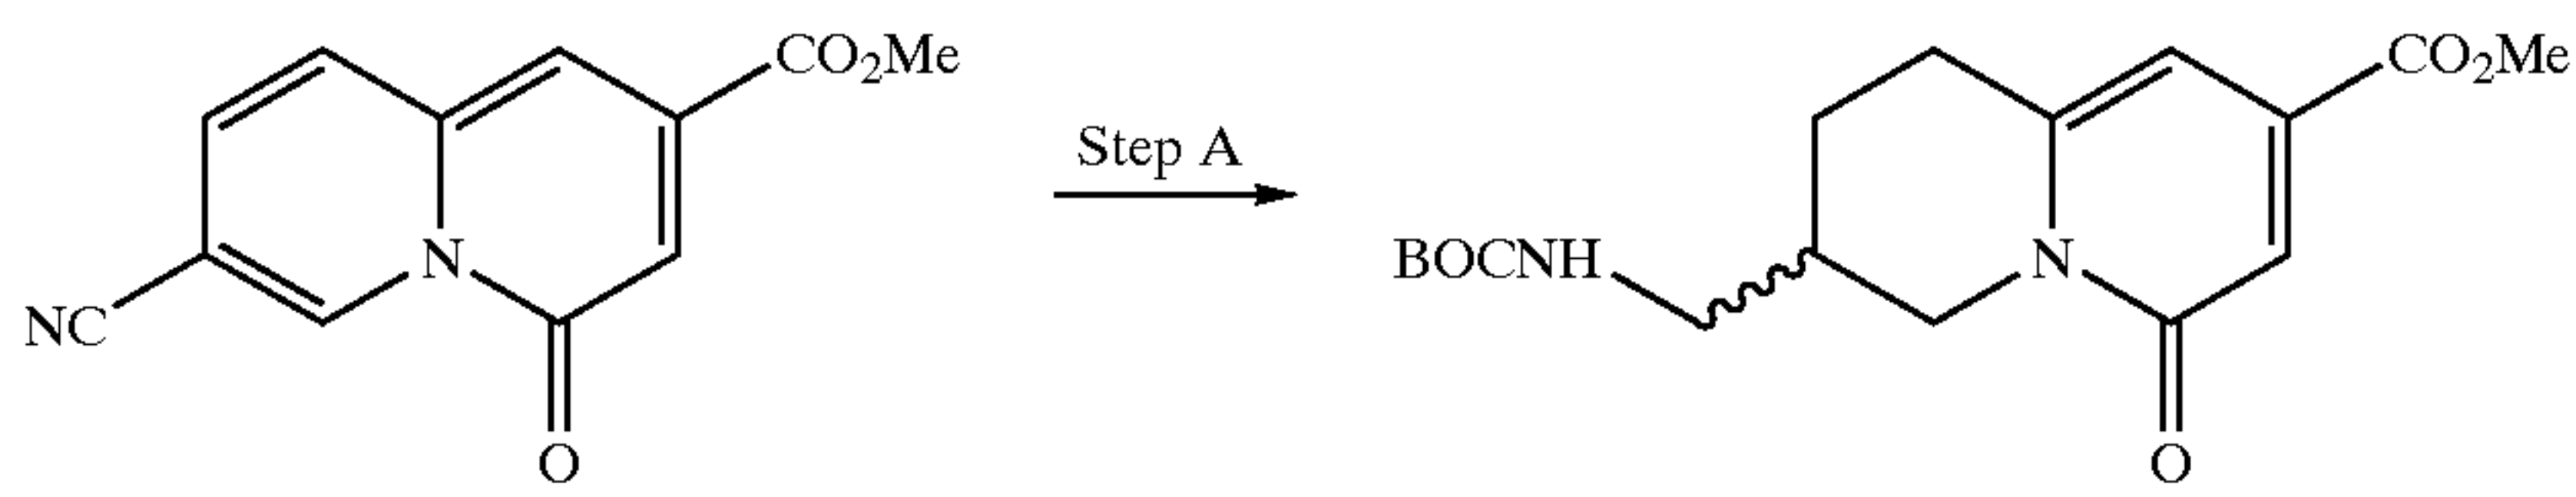 CO₂Me
NC
N
O
Step A
CO₂Me
BOCNH
N
O